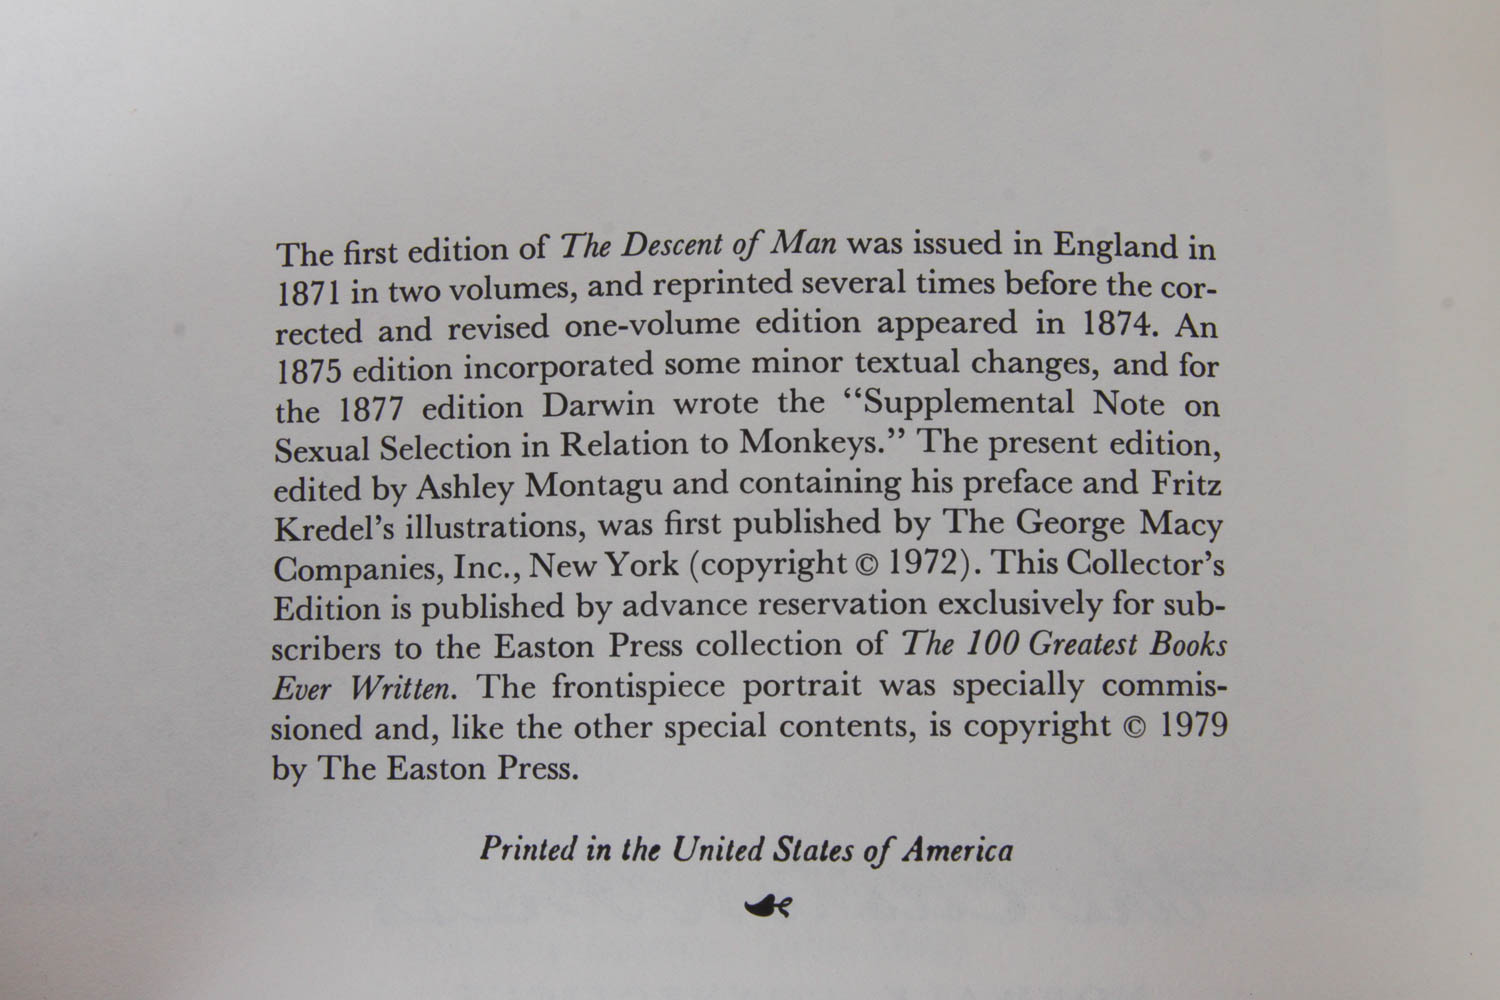 The first edition of The Descent of Man was issued in England in
1871 in two volumes, and reprinted several times before the cor-
rected and revised one-volume edition appeared in 1874. An
1875 edition incorporated some minor textual changes, and for
the 1877 edition Darwin wrote the “Supplemental Note on
Sexual Selection in Relation to Monkeys.” The present edition,
edited by Ashley Montagu and containing his preface and Fritz
Kredel’s illustrations, was first published by The George Macy
Companies, Inc., New York (copyright © 1972). This Collector’s
Edition is published by advance reservation exclusively for sub-
scribers to the Easton Press collection of The 100 Greatest Books
Ever Written. The frontispiece portrait was specially commis-
sioned and, like the other special contents, is copyright © 1979
by The Easton Press.
Printed in the United States of America